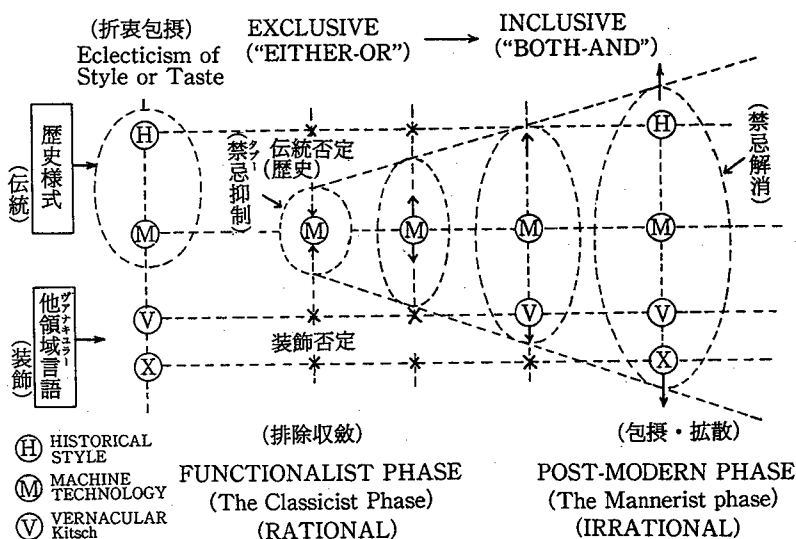 (折衷包摂)
Eclecticism of
Style or Taste
EXCLUSIVE
("EITHER-OR")
INCLUSIVE
("BOTH-AND")
歴史様式
(伝統)
H
M
V
X
タブー
(禁忌抑制)
伝統否定
(歴史)
M
M
M
V
H
M
V
X
(禁忌解消)
ヴァナキュラー
他領域言語
(装飾)
装飾否定
(排除収斂)
(包摂・拡散)
H HISTORICAL
STYLE
M MACHINE
TECHNOLOGY
V VERNACULAR
Kitsch
FUNCTIONALIST PHASE
(The Classicist Phase)
(RATIONAL)
POST-MODERN PHASE
(The Mannerist phase)
(IRRATIONAL)